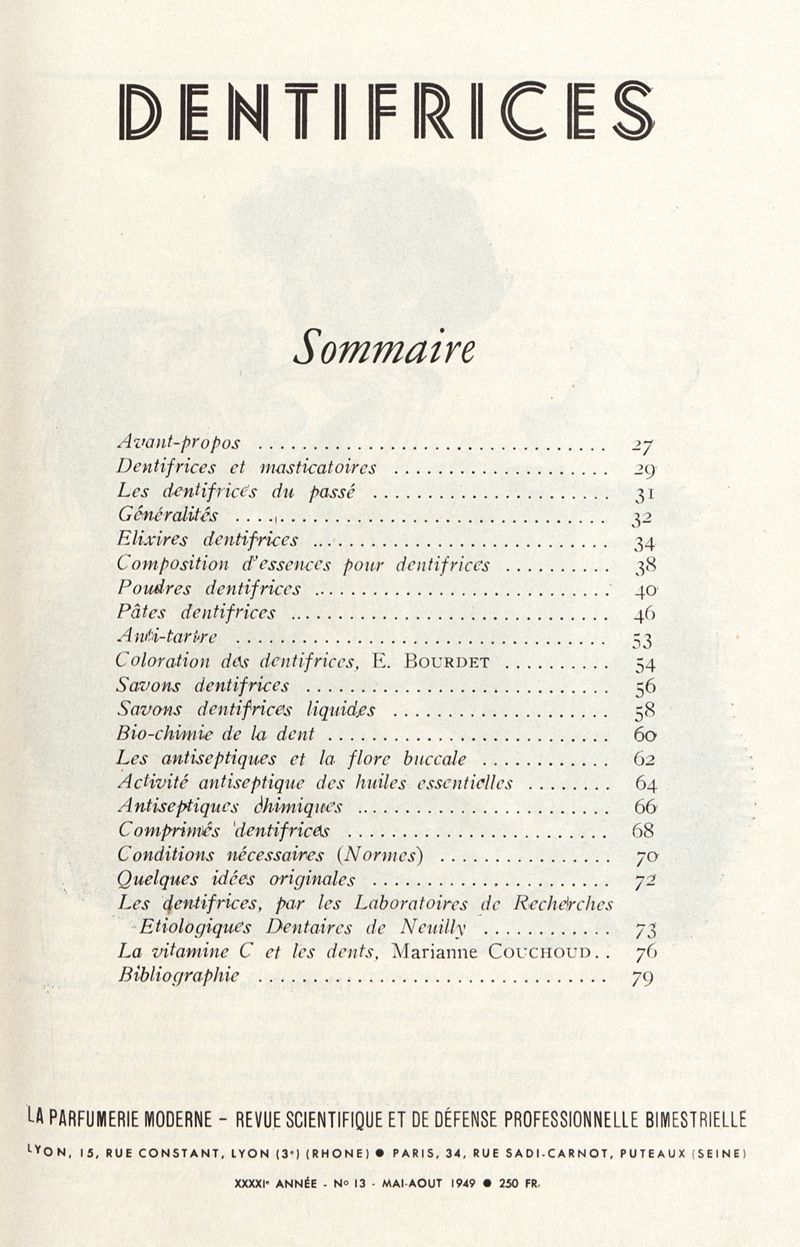 DENTIFRICES
Sommaire
Avant-propos ................................ 27
Dentifrices et masticatoires .................... 29
Les dentifrices du passé ...................... 31
Généralités .................................. 32
Elixires dentifrices ........................... 34
Composition d'essences pour dentifrices .......... 38
Poudres dentifrices ........................... 40
Pâtes dentifrices ............................. 46
Anti-tartre .................................. 53
Coloration des dentifrices, E. BOURDET .......... 54
Savons dentifrices ............................ 56
Savons dentifrices liquides .................... 58
Bio-chimie de la dent .......................... 60
Les antiseptiques et la flore buccale ............ 62
Activité antiseptique des huiles essentielles ........ 64
Antiseptiques chimiques ....................... 66
Comprimés dentifrices ........................ 68
Conditions nécessaires (Normes) ................ 70
Quelques idées originales ...................... 72
Les dentifrices, par les Laboratoires de Recherches
Etiologiques Dentaires de Neuilly ............ 73
La vitamine C et les dents, Marianne COUCHOUD.. 76
Bibliographie ................................ 79
LA PARFUMERIE MODERNE - REVUE SCIENTIFIQUE ET DE DÉFENSE PROFESSIONNELLE BIMESTRIELLE
LYON, 15, RUE CONSTANT, LYON (3e) (RHONE) ● PARIS, 34, RUE SADI-CARNOT, PUTEAUX (SEINE)
XXXXIe ANNÉE - No 13 - MAI-AOUT 1949 ● 250 FR.